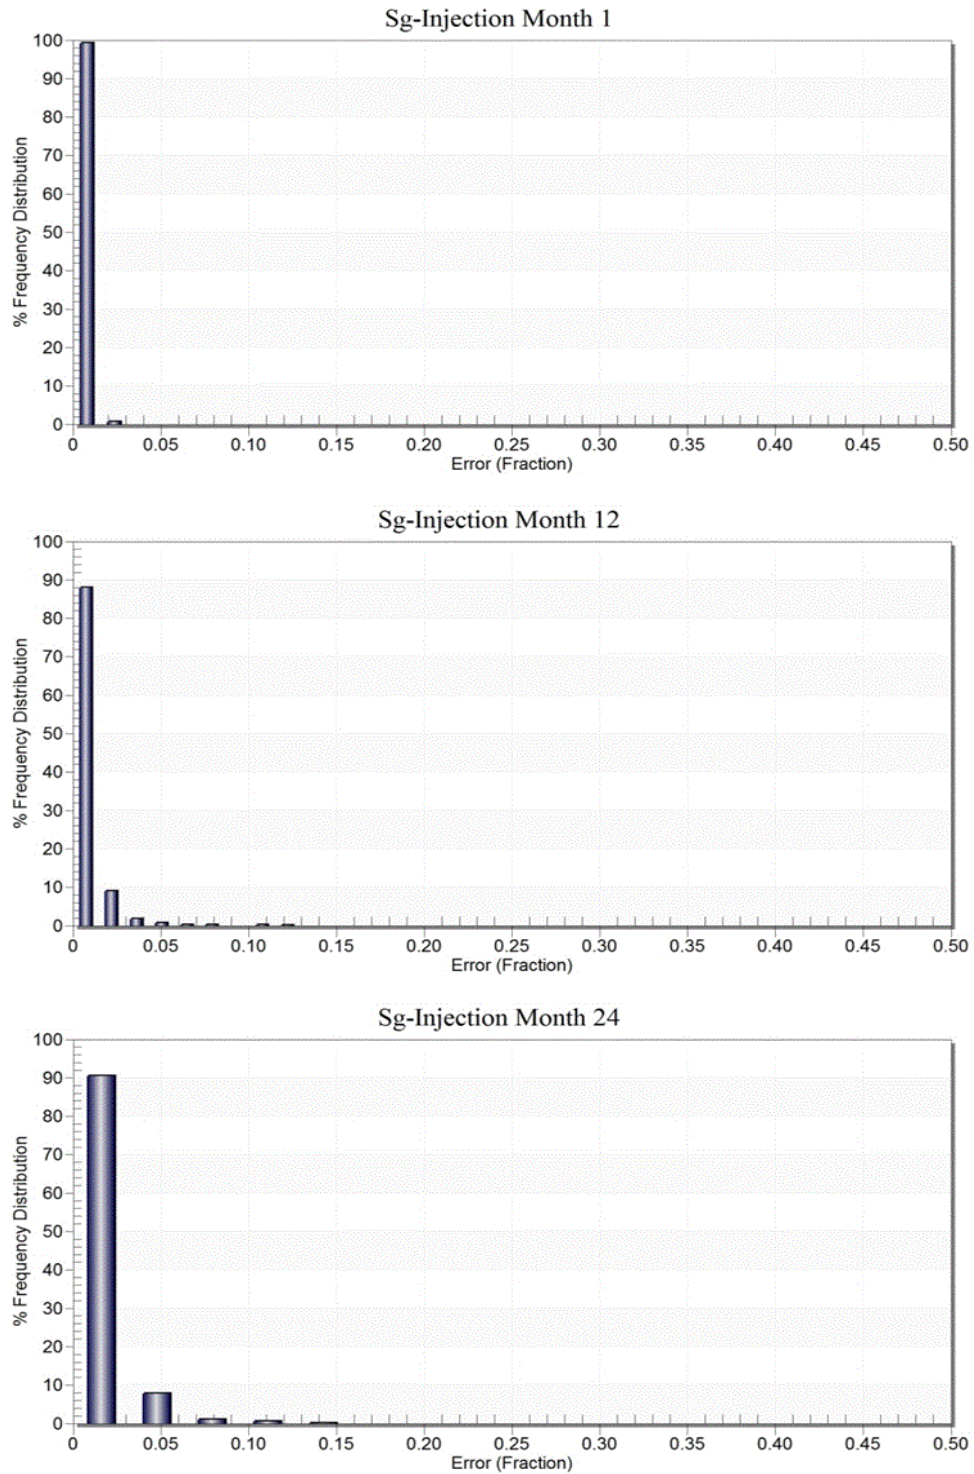 Sg-Injection Month 1
% Frequency Distribution
100
90
80
70
60
50
40
30
20
10
0
0 0.05 0.10 0.15 0.20 0.25 0.30 0.35 0.40 0.45 0.50
Error (Fraction)
Sg-Injection Month 12
% Frequency Distribution
100
90
80
70
60
50
40
30
20
10
0
0 0.05 0.10 0.15 0.20 0.25 0.30 0.35 0.40 0.45 0.50
Error (Fraction)
Sg-Injection Month 24
% Frequency Distribution
100
90
80
70
60
50
40
30
20
10
0
0 0.05 0.10 0.15 0.20 0.25 0.30 0.35 0.40 0.45 0.50
Error (Fraction)